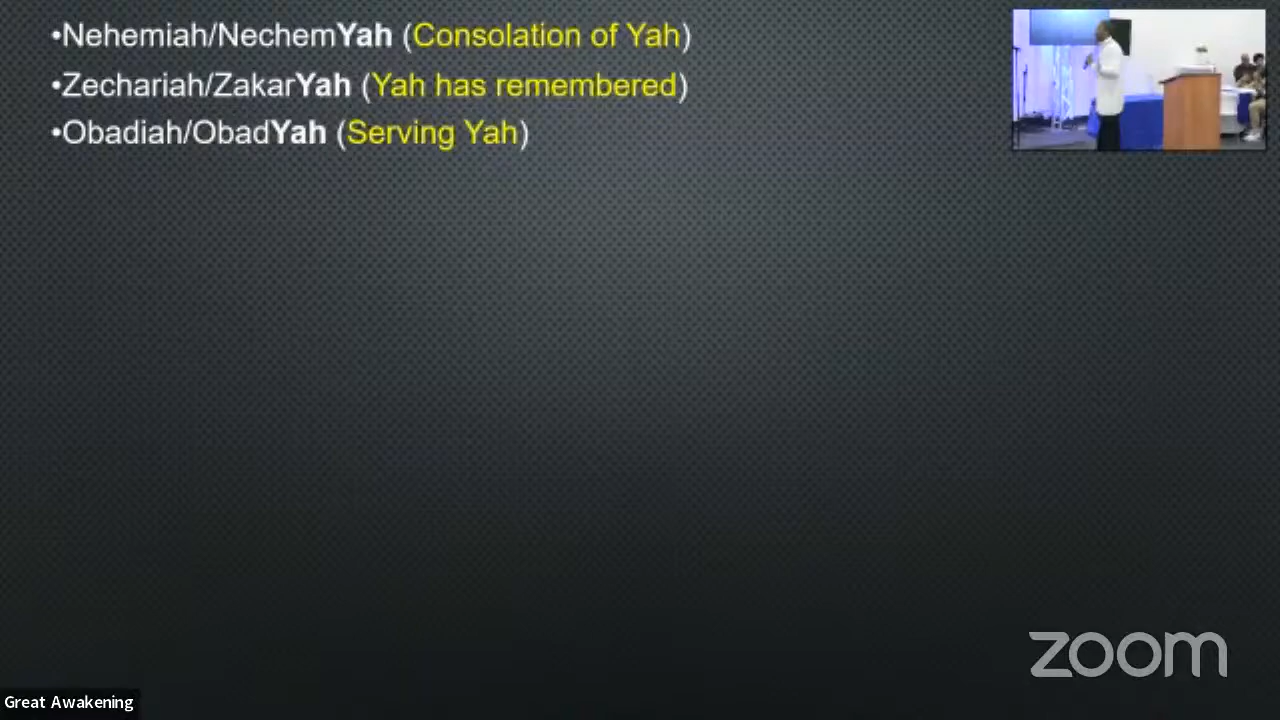 •Nehemiah/NechemYah (Consolation of Yah)
•Zechariah/ZakarYah (Yah has remembered)
•Obadiah/ObadYah (Serving Yah)
zoom
Great Awakening